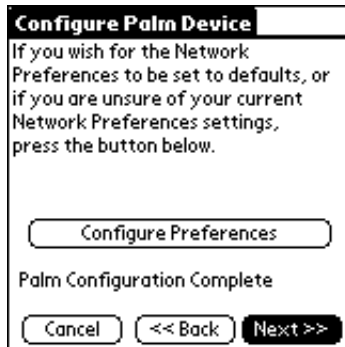 Configure Palm Device
If you wish for the Network
Preferences to be set to defaults, or
if you are unsure of your current
Network Preferences settings,
press the button below.
Configure Preferences
Palm Configuration Complete
Cancel << Back Next >>